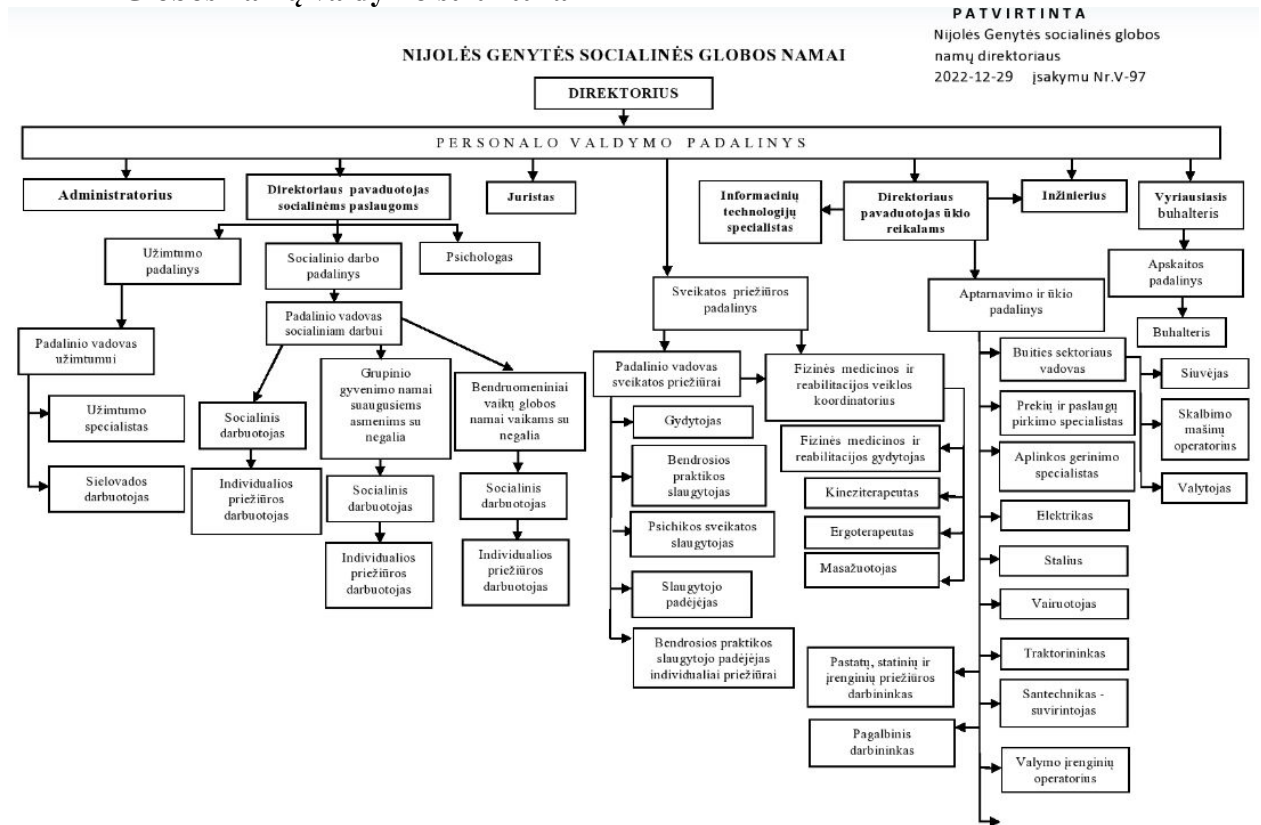 PATVIRTINTA
Nijolės Genytės socialinės globos
namų direktoriaus
2022-12-29 įsakymu Nr.V-97
NIJOLĖS GENYTĖS SOCIALINĖS GLOBOS NAMAI
DIREKTORIUS
PERSONALO VALDYMO PADALINYS
Administratorius
Direktoriaus pavaduotojas
socialinėms paslaugoms
Juristas
Informacinių
technologijų
specialistas
Direktoriaus
pavaduotojas ūkio
reikalams
Inžinierius
Vyriausiasis
buhalteris
Užimtumo
padalinys
Socialinio darbo
padalinys
Psichologas
Sveikatos priežiūros
padalinys
Aptarnavimo ir ūkio
padalinys
Apskaitos
padalinys
Buhalteris
Padalinio vadovas
užimtumui
Užimtumo
specialistas
Sielovados
darbuotojas
Padalinio vadovas
socialiniam darbui
Socialinis
darbuotojas
Individualios
priežiūros
darbuotojas
Grupinio
gyvenimo namai
suaugusiems
asmenims su
negalia
Socialinis
darbuotojas
Individualios
priežiūros
darbuotojas
Bendruomeniniai
vaikų globos
namai vaikams su
negalia
Socialinis
darbuotojas
Individualios
priežiūros
darbuotojas
Padalinio vadovas
sveikatos priežiūrai
Gydytojas
Bendrosios
praktikos
slaugytojas
Psichikos sveikatos
slaugytojas
Slaugytojo
padėjėjas
Bendrosios praktikos
slaugytojo padėjėjas
individualiai priežiūrai
Fizinės medicinos ir
reabilitacijos veiklos
koordinatorius
Fizinės medicinos ir
reabilitacijos gydytojas
Kineziterapeutas
Ergoterapeutas
Masažuotojas
Buities sektoriaus
vadovas
Siuvėjas
Skalbimo
mašinų
operatorius
Valytojas
Prekių ir paslaugų
pirkimo specialistas
Aplinkos gerinimo
specialistas
Elektrikas
Stalius
Vairuotojas
Traktorininkas
Santechnikas -
suvirintojas
Valymo įrenginių
operatorius
Pastatų, statinių ir
įrenginių priežiūros
darbininkas
Pagalbinis
darbininkas